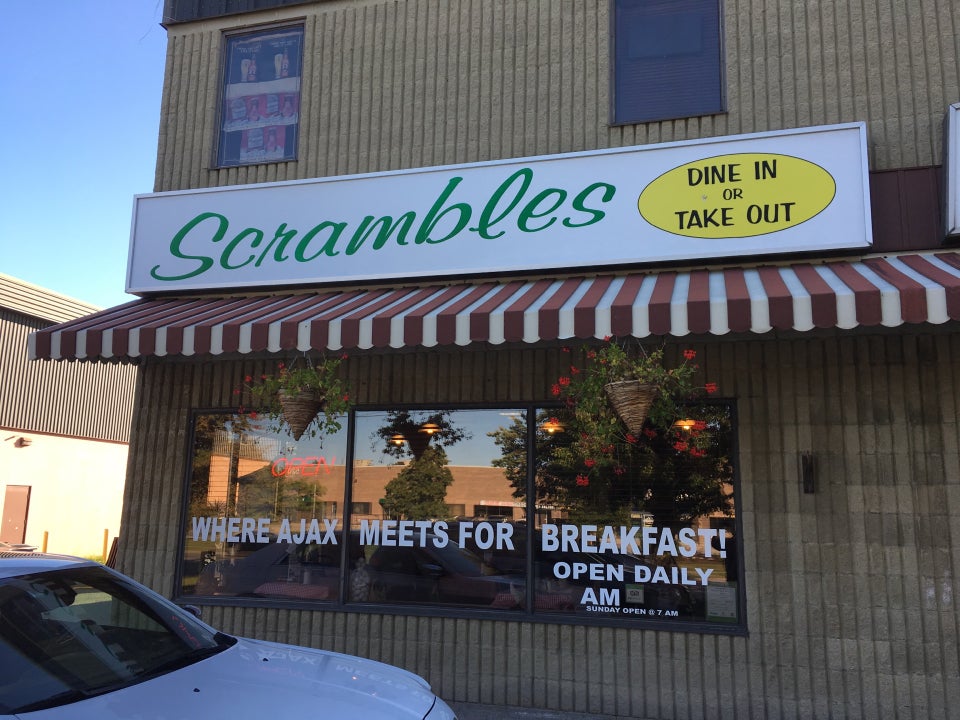 Scrambles
DINE IN
OR
TAKE OUT
OPEN
WHERE AJAX MEETS FOR BREAKFAST!
OPEN DAILY
AM
SUNDAY OPEN @ 7 AM